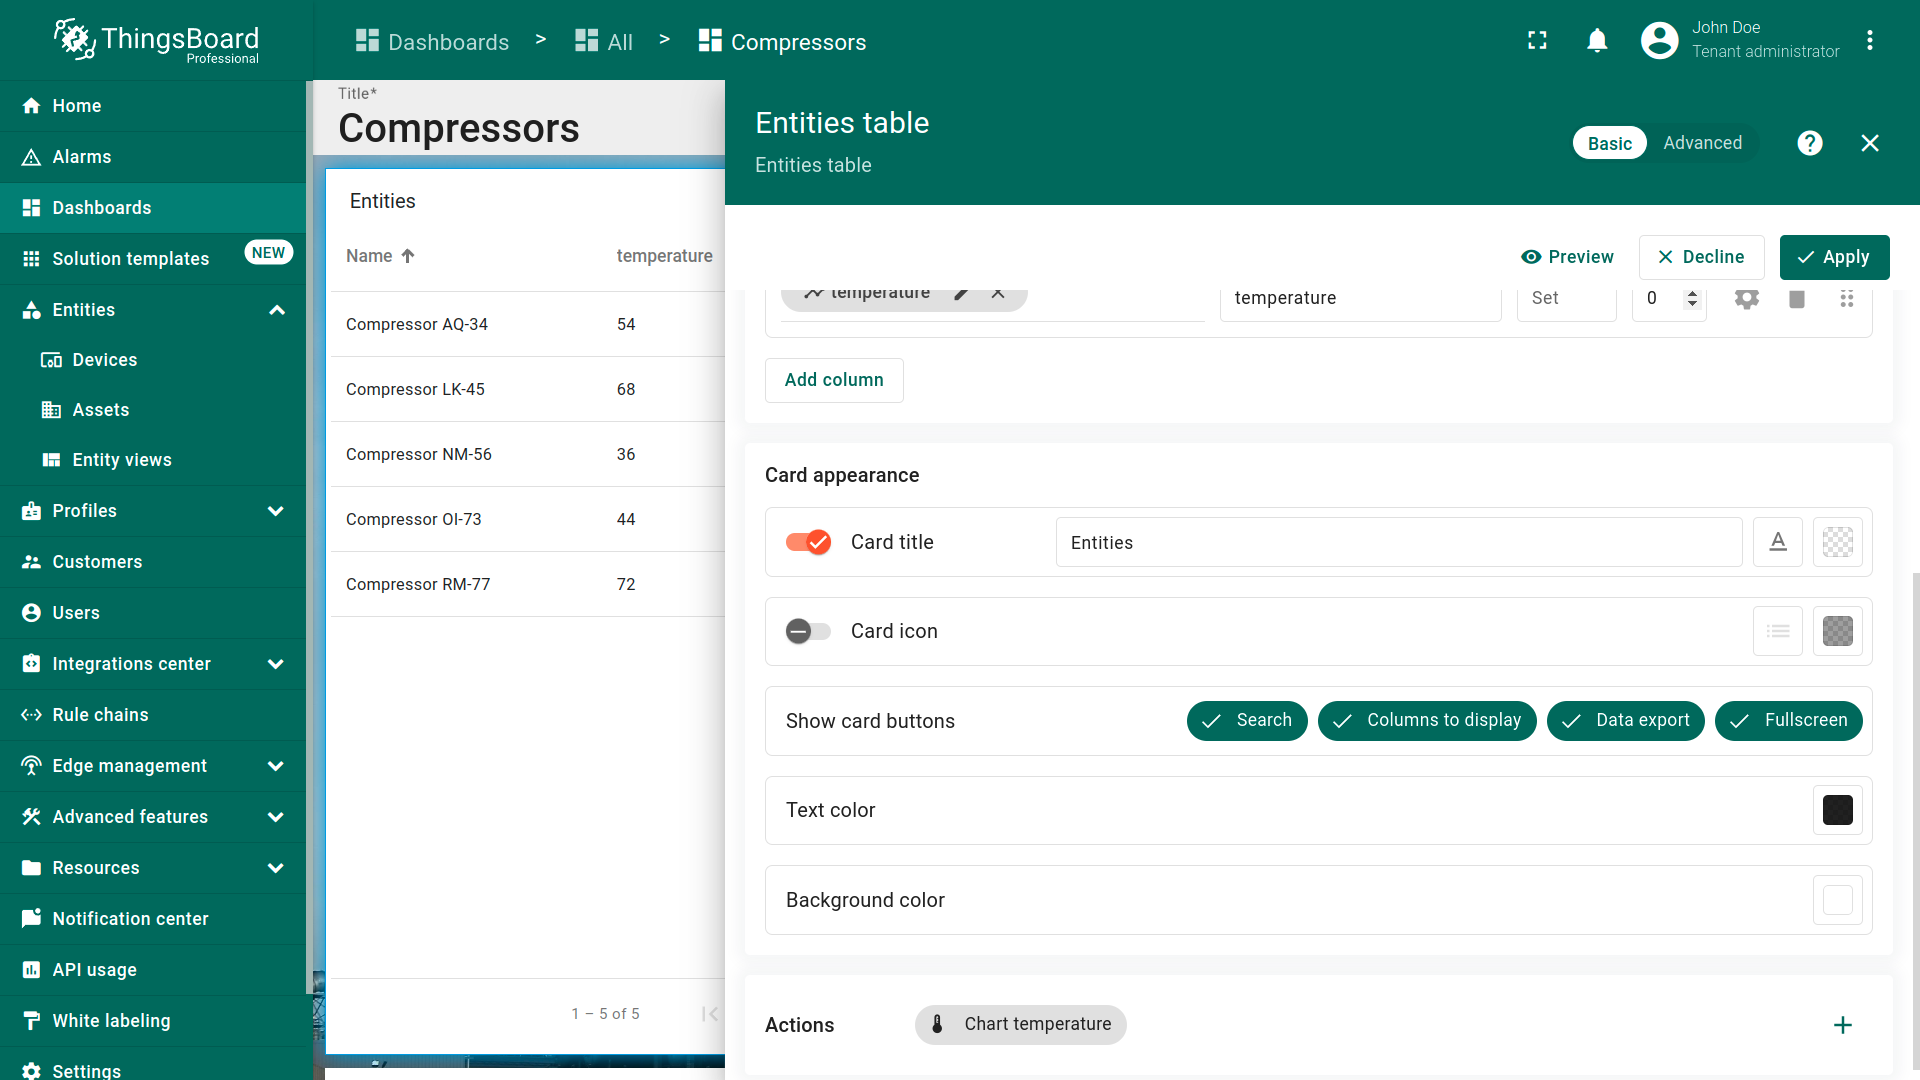 ThingsBoard
Professional
Dashboards > All > Compressors
John Doe
Tenant administrator
Home
Alarms
Dashboards
Solution templates NEW
Entities
Devices
Assets
Entity views
Profiles
Customers
Users
Integrations center
Rule chains
Edge management
Advanced features
Resources
Notification center
API usage
White labeling
Settings
Title*
Compressors
Entities
Name temperature
Compressor AQ-34 54
Compressor LK-45 68
Compressor NM-56 36
Compressor OI-73 44
Compressor RM-77 72
1 – 5 of 5
Entities table
Entities table
Basic Advanced
Preview Decline Apply
temperature temperature Set 0
Add column
Card appearance
Card title Entities
Card icon
Show card buttons Search Columns to display Data export Fullscreen
Text color
Background color
Actions Chart temperature